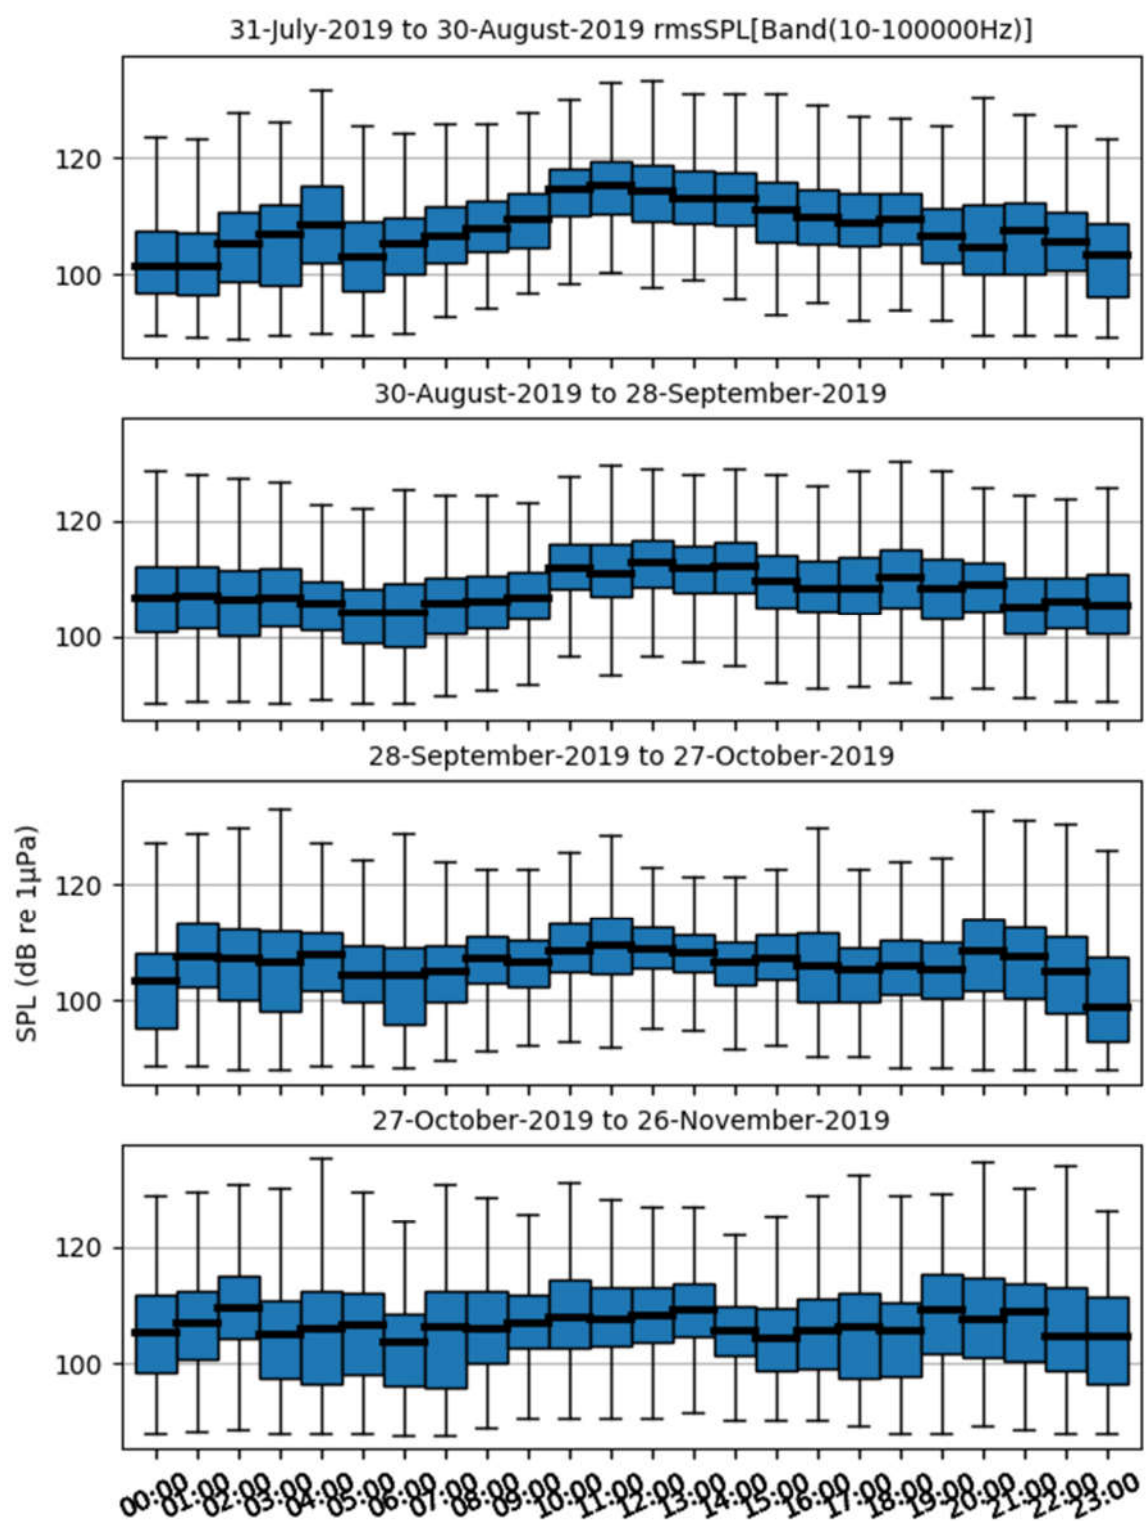 31-July-2019 to 30-August-2019 rmsSPL[Band(10-100000Hz)]
120
100
30-August-2019 to 28-September-2019
120
100
28-September-2019 to 27-October-2019
SPL (dB re 1μPa)
120
100
27-October-2019 to 26-November-2019
120
100
00:00 01:00 02:00 03:00 04:00 05:00 06:00 07:00 08:00 09:00 10:00 11:00 12:00 13:00 14:00 15:00 16:00 17:00 18:00 19:00 20:00 21:00 22:00 23:00